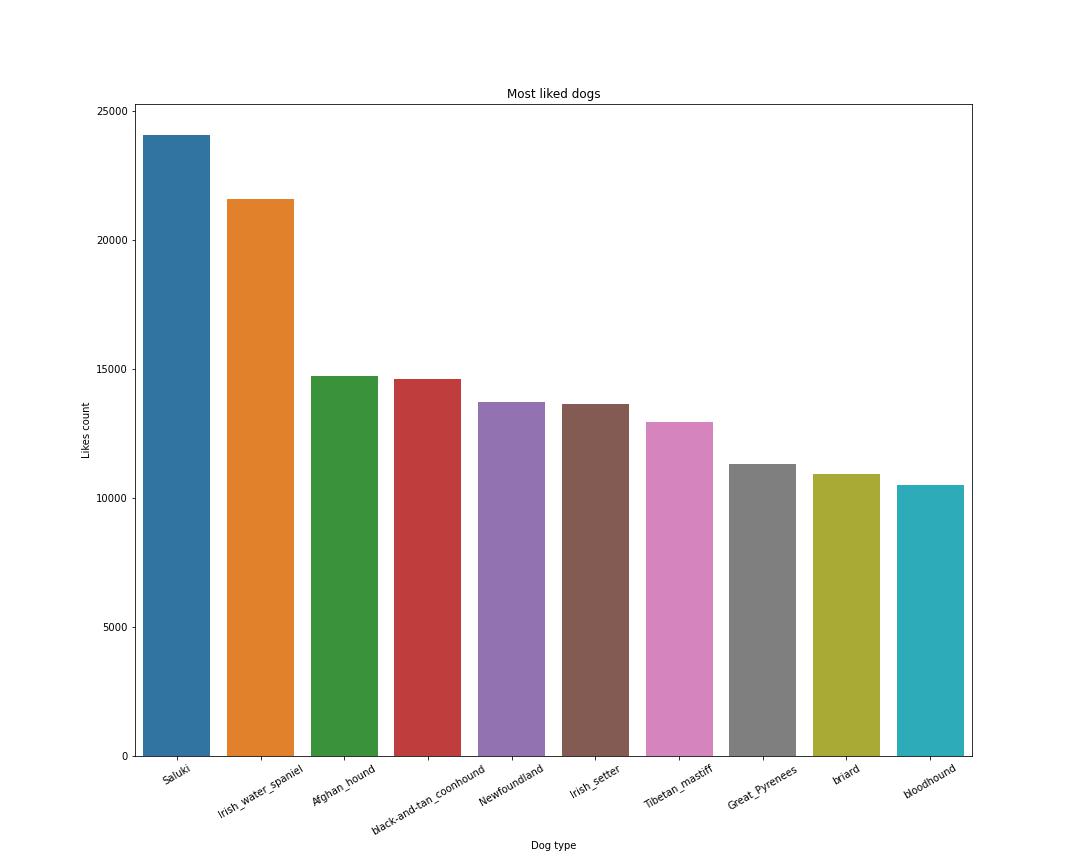 Most liked dogs
25000
20000
15000
10000
5000
0
Likes count
Saluki
Irish_water_spaniel
Afghan_hound
black-and-tan_coonhound
Newfoundland
Irish_setter
Tibetan_mastiff
Great_Pyrenees
briard
bloodhound
Dog type